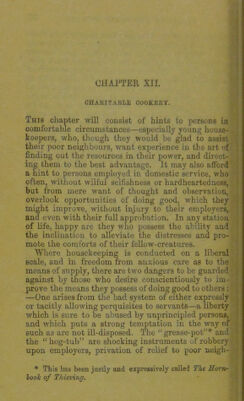 CHAPTER XII.
CHARITABLE COOKERY.
This chapter will consist of hints to persons in
comfortable circumstances—especially young house-
keepers, who, though they would be glad to assist
their poor neighbours, want experience in the art of
finding out the resources in their power, and direct-
ing them to the best advantage. It may also afford
a hint to persons employed in domestic service, who
often, without wilful selfishness or hardheartedness,
but from mere want of thought and observation,
overlook opportunities of doing good, which they
might improve, without injury to their employers,
and even with their full approbation. In any station
of life, happy are they who possess the ability and
the inclination to alleviate the distresses and pro-
mote the comforts of their fellow-creatures.
Where housekeeping is conducted on a liberal
scale, and in freedom from anxious care as to the
means of supply, there are two dangers to be guarded
against by those who desire conscientiously to im-
prove the means they possess of doing good to others:
—One arises from the bad system of either expressly
or tacitly allowing perquisites to servants—a liberty
which is sure to be abused by unprincipled persons,
and which puts a strong temptation in the way of
such as are not ill-disposed. The "grease-pot"* and
the "hog-tub" are shocking instruments of robbery
upon employers, privation of relief to poor neigh-
* This has been justly and expressively called The Horn-
book of Thieving.